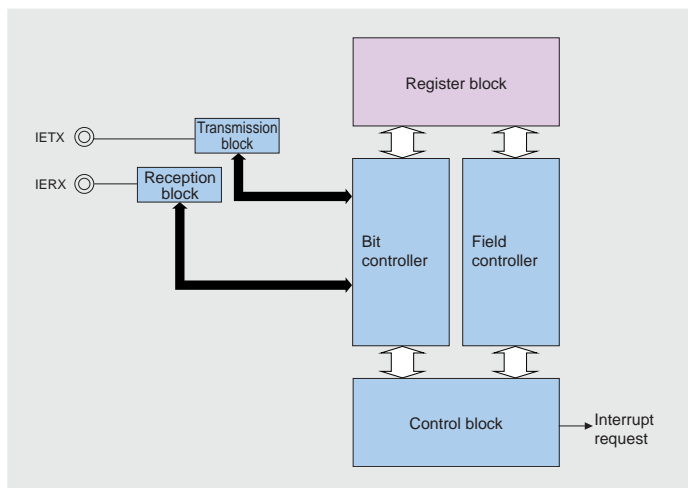 Register block
IETX
Transmission
block
IERX
Reception
block
Bit
controller
Field
controller
Control block
Interrupt
request